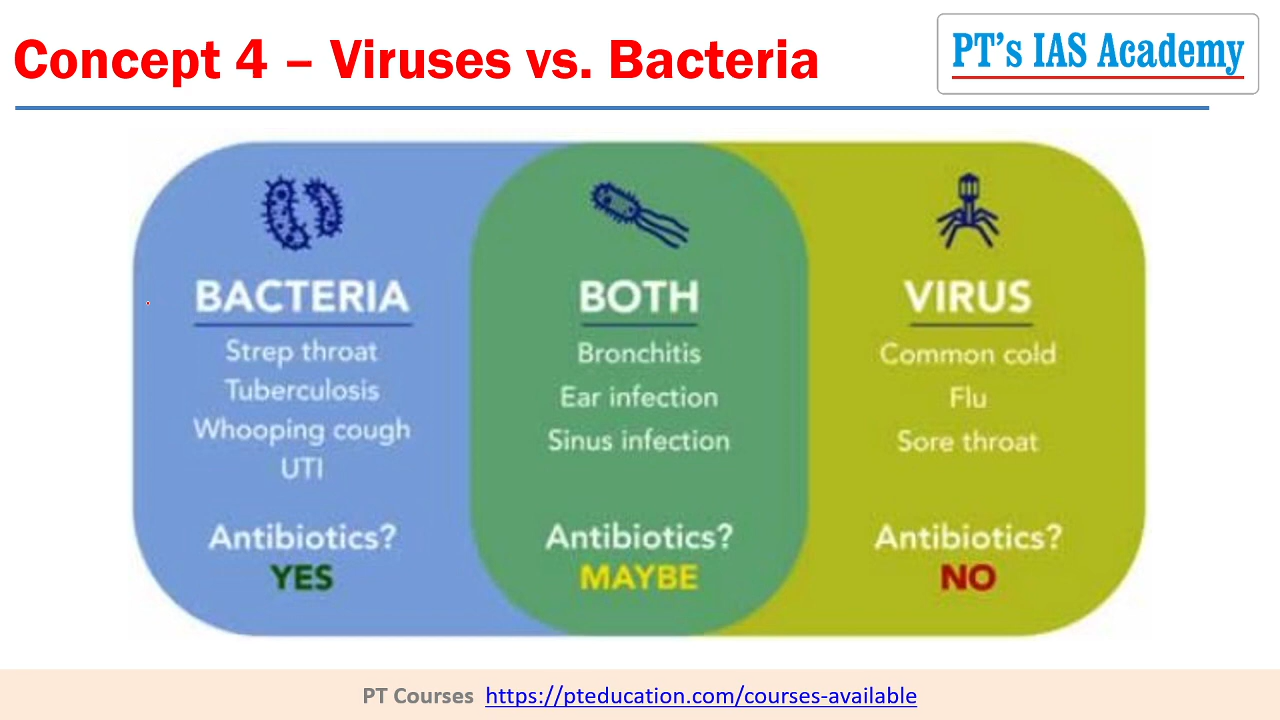 Concept 4 – Viruses vs. Bacteria
PT's IAS Academy
BACTERIA
Strep throat
Tuberculosis
Whooping cough
UTI
Antibiotics?
YES
BOTH
Bronchitis
Ear infection
Sinus infection
Antibiotics?
MAYBE
VIRUS
Common cold
Flu
Sore throat
Antibiotics?
NO
PT Courses https://pteducation.com/courses-available